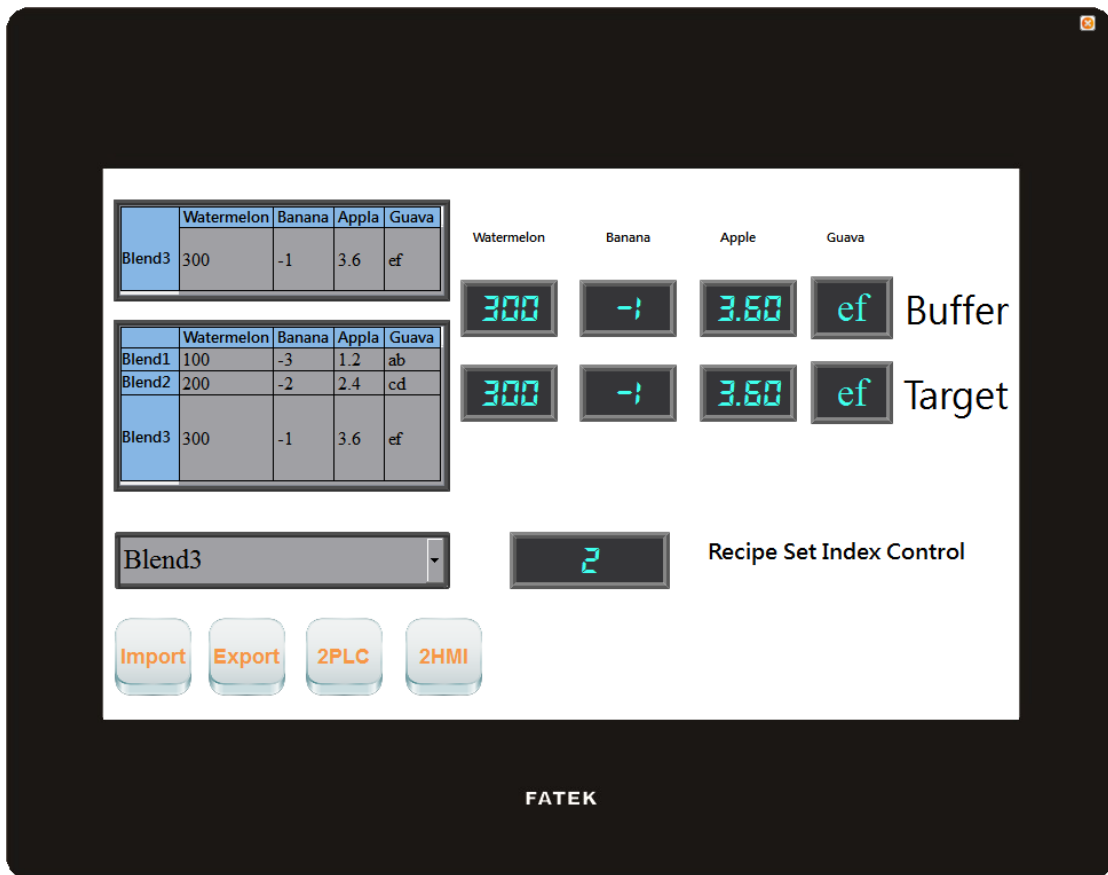 Watermelon Banana Appla Guava
Blend3 300 -1 3.6 ef
Watermelon Banana Apple Guava
300 -1 3.60 ef Buffer
Watermelon Banana Appla Guava
Blend1 100 -3 1.2 ab
Blend2 200 -2 2.4 cd
Blend3 300 -1 3.6 ef
300 -1 3.60 ef Target
Blend3 2 Recipe Set Index Control
Import Export 2PLC 2HMI
FATEK